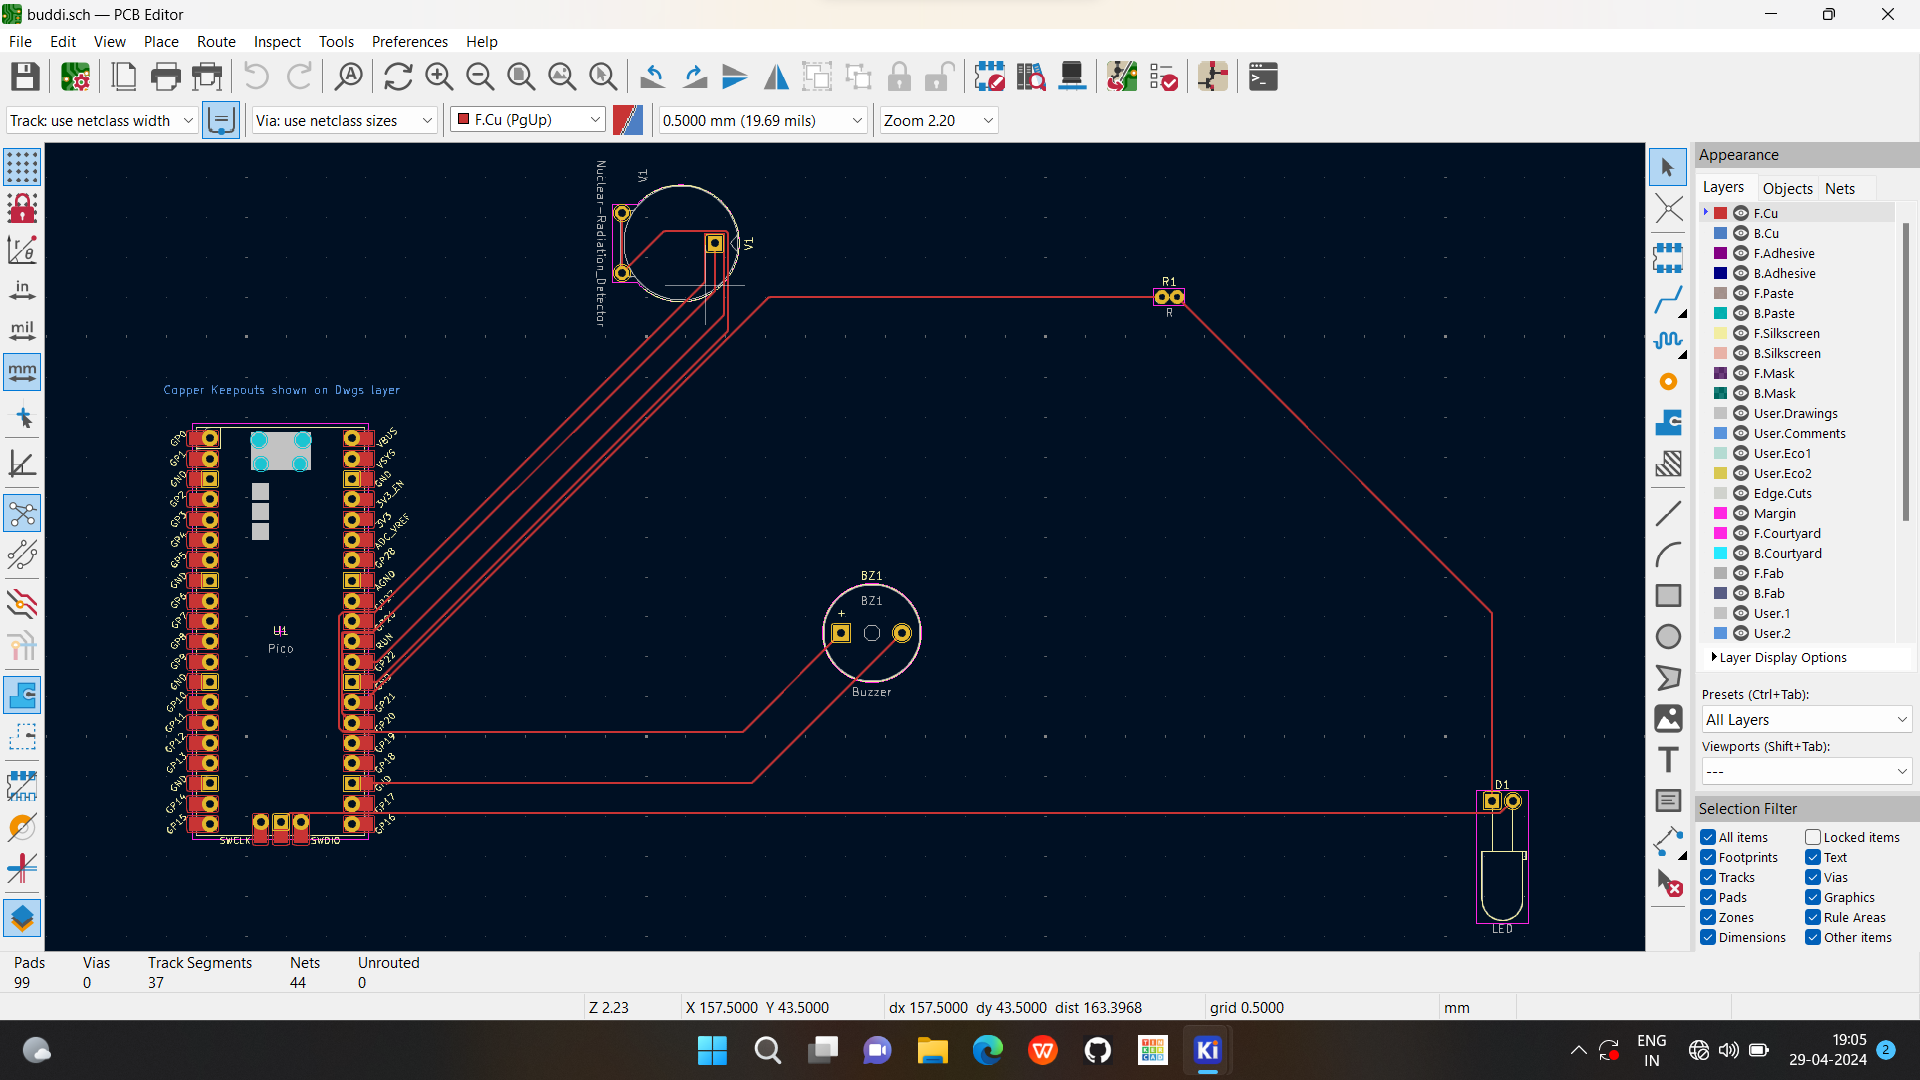 buddi.sch — PCB Editor
File Edit View Place Route Inspect Tools Preferences Help
Track: use netclass width
Via: use netclass sizes
F.Cu (PgUp)
0.5000 mm (19.69 mils)
Zoom 2.20
in
mil
mm
Nuclear-Radiation_Detector
V1
V1
R1
R
Copper Keepouts shown on Dwgs layer
GP0
GP1
GND
GP2
GP3
GP4
GP5
GND
GP6
GP7
GP8
GP9
GND
GP10
GP11
GP12
GP13
GND
GP14
GP15
VBUS
VSYS
GND
3V3_EN
3V3
ADC_VREF
GP28
AGND
GP27
GP26
RUN
GP22
GND
GP21
GP20
GP19
GP18
GND
GP17
GP16
U1
Pico
SWCLK
SWDIO
BZ1
BZ1
+
Buzzer
D1
LED
Appearance
Layers Objects Nets
F.Cu
B.Cu
F.Adhesive
B.Adhesive
F.Paste
B.Paste
F.Silkscreen
B.Silkscreen
F.Mask
B.Mask
User.Drawings
User.Comments
User.Eco1
User.Eco2
Edge.Cuts
Margin
F.Courtyard
B.Courtyard
F.Fab
B.Fab
User.1
User.2
Layer Display Options
Presets (Ctrl+Tab):
All Layers
Viewports (Shift+Tab):
---
Selection Filter
All items Locked items
Footprints Text
Tracks Vias
Pads Graphics
Zones Rule Areas
Dimensions Other items
Pads Vias Track Segments Nets Unrouted
99 0 37 44 0
Z 2.23 X 157.5000 Y 43.5000 dx 157.5000 dy 43.5000 dist 163.3968 grid 0.5000 mm
TIN
KER
CAD
Ki
ENG
IN
19:05
29-04-2024
2